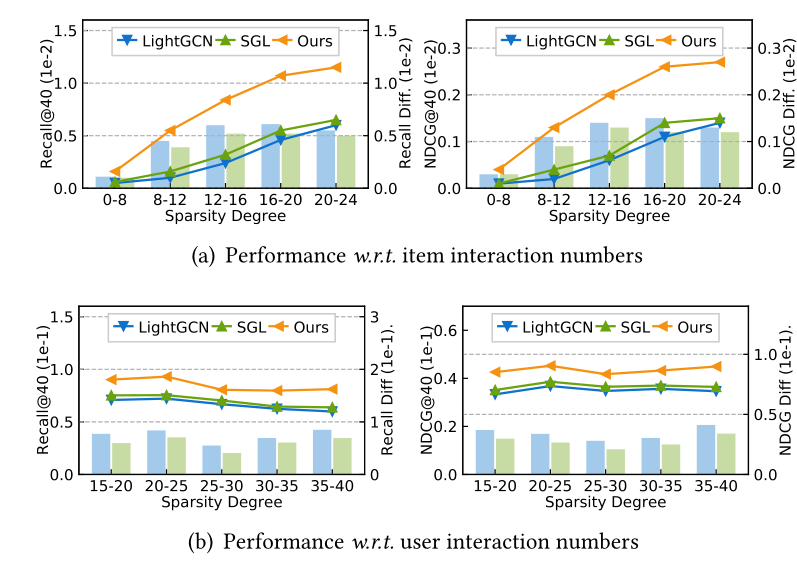 Recall@40 (1e-2)
1.5
1.0
0.5
0.0
LightGCN SGL Ours
1.5
1.0
0.5
0.0
Recall Diff. (1e-2)
0-8 8-12 12-16 16-20 20-24
Sparsity Degree
NDCG@40 (1e-2)
0.3
0.2
0.1
0.0
LightGCN SGL Ours
0.3
0.2
0.1
0.0
NDCG Diff. (1e-2)
0-8 8-12 12-16 16-20 20-24
Sparsity Degree
(a) Performance w.r.t. item interaction numbers
Recall@40 (1e-1)
1.5
1.0
0.5
0.0
LightGCN SGL Ours
3
2
1
0
Recall Diff (1e-1).
15-20 20-25 25-30 30-35 35-40
Sparsity Degree
NDCG@40 (1e-1)
0.6
0.4
0.2
0.0
LightGCN SGL Ours
1.0
0.5
0.0
NDCG Diff (1e-1).
15-20 20-25 25-30 30-35 35-40
Sparsity Degree
(b) Performance w.r.t. user interaction numbers